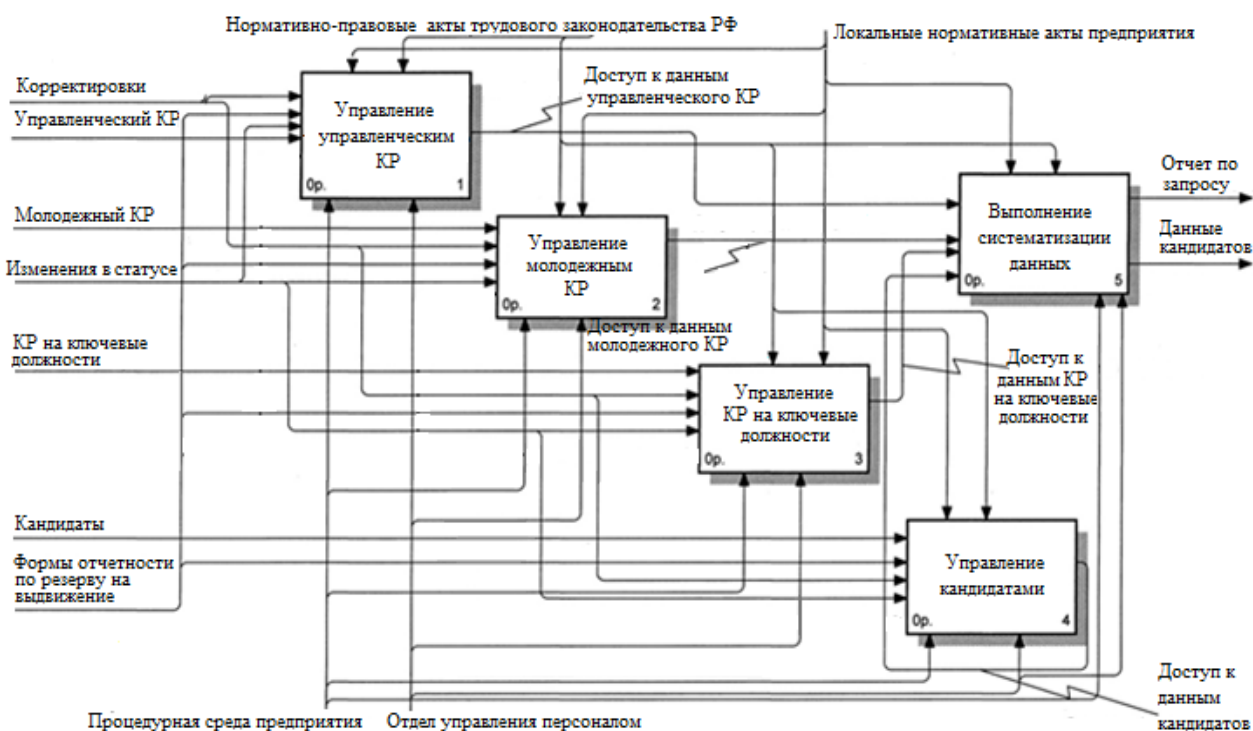 Нормативно-правовые акты трудового законодательства РФ
Локальные нормативные акты предприятия
Корректировки
Управленческий КР
Управление
управленческим
КР
0р.
1
Доступ к данным
управленческого КР
Молодежный КР
Изменения в статусе
Управление
молодежным
КР
0р.
2
Доступ к данным
молодежного КР
Выполнение
систематизации
данных
0р.
5
Отчет по
запросу
Данные
кандидатов
КР на ключевые
должности
Управление
КР на ключевые
должности
0р.
3
Доступ к
данным КР
на ключевые
должности
Кандидаты
Формы отчетности
по резерву на
выдвижение
Управление
кандидатами
0р.
4
Доступ к
данным
кандидатов
Процедурная среда предприятия
Отдел управления персоналом